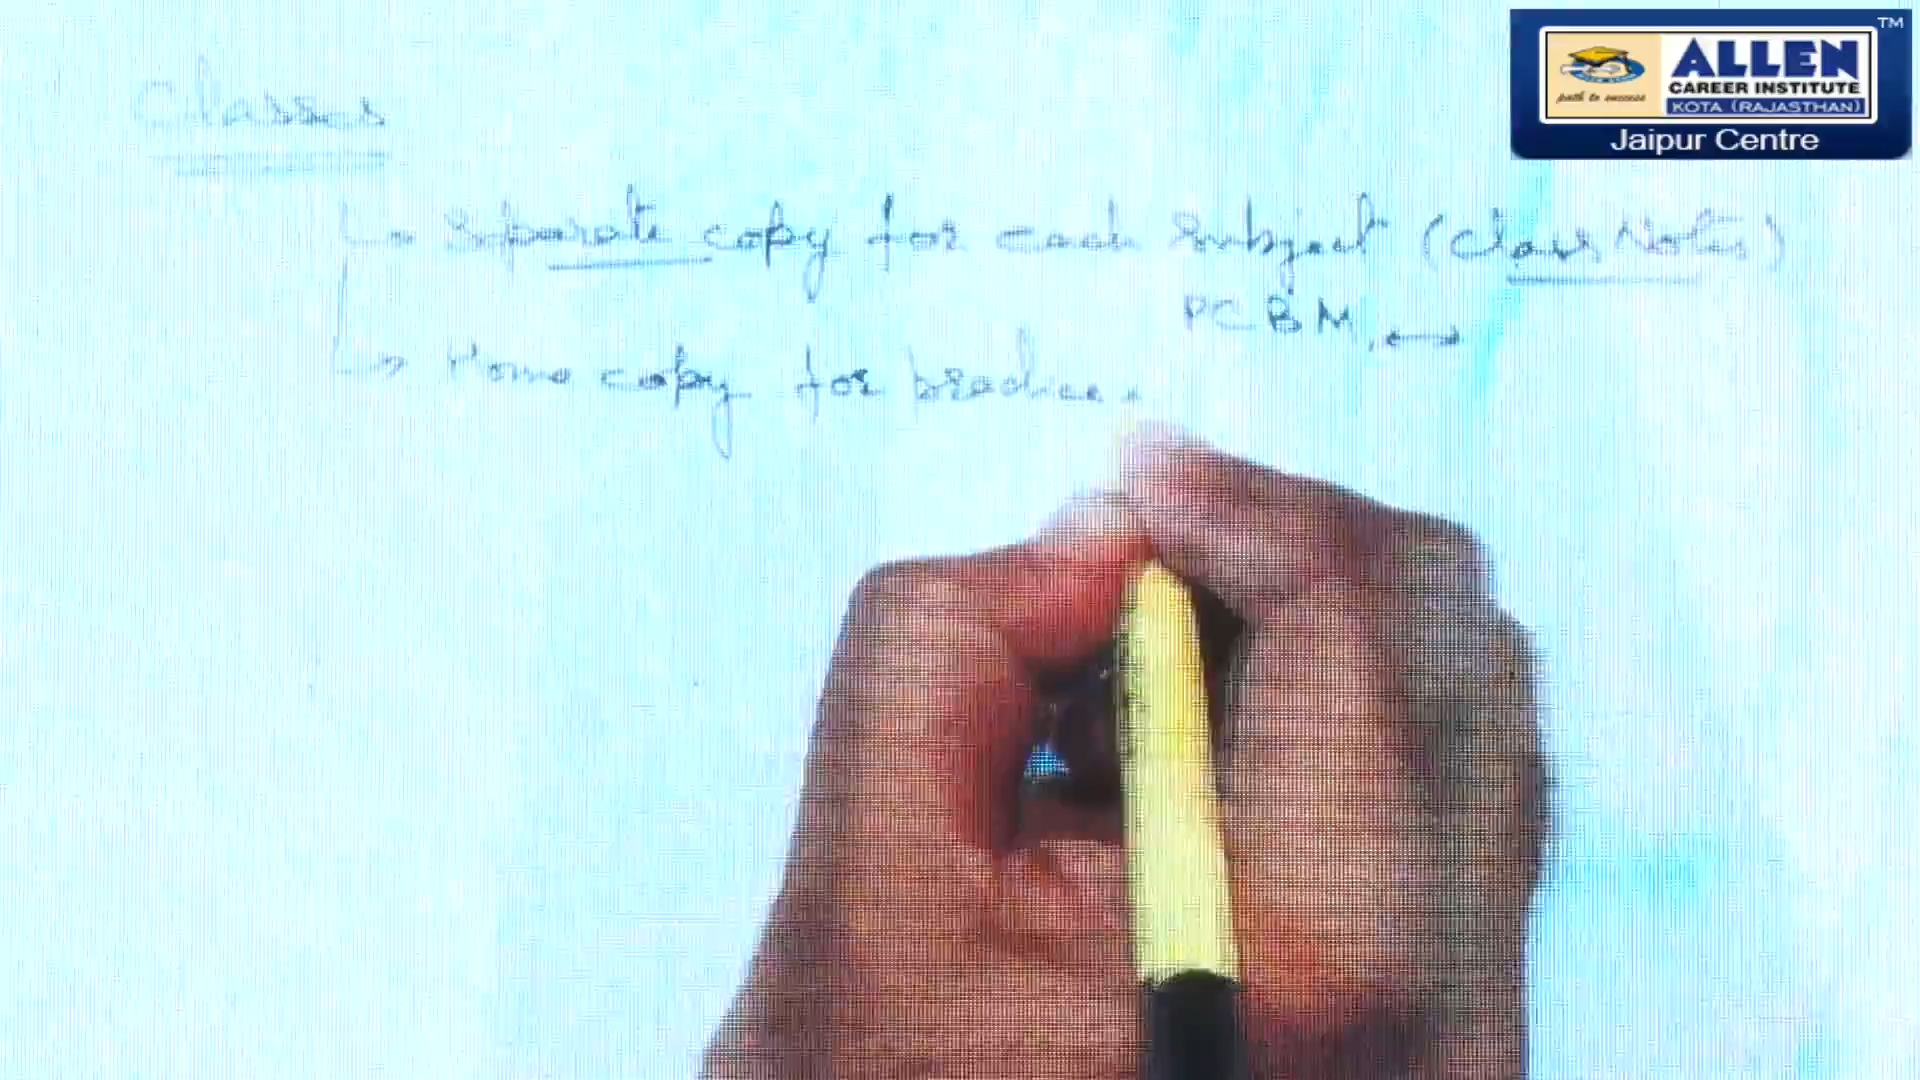 Classes
TM
ALLEN
CAREER INSTITUTE
path to success
KOTA (RAJASTHAN)
Jaipur Centre
↳ Separate copy for each subject (Class Notes)
PCBM, ↔
↳ Home copy for practice.